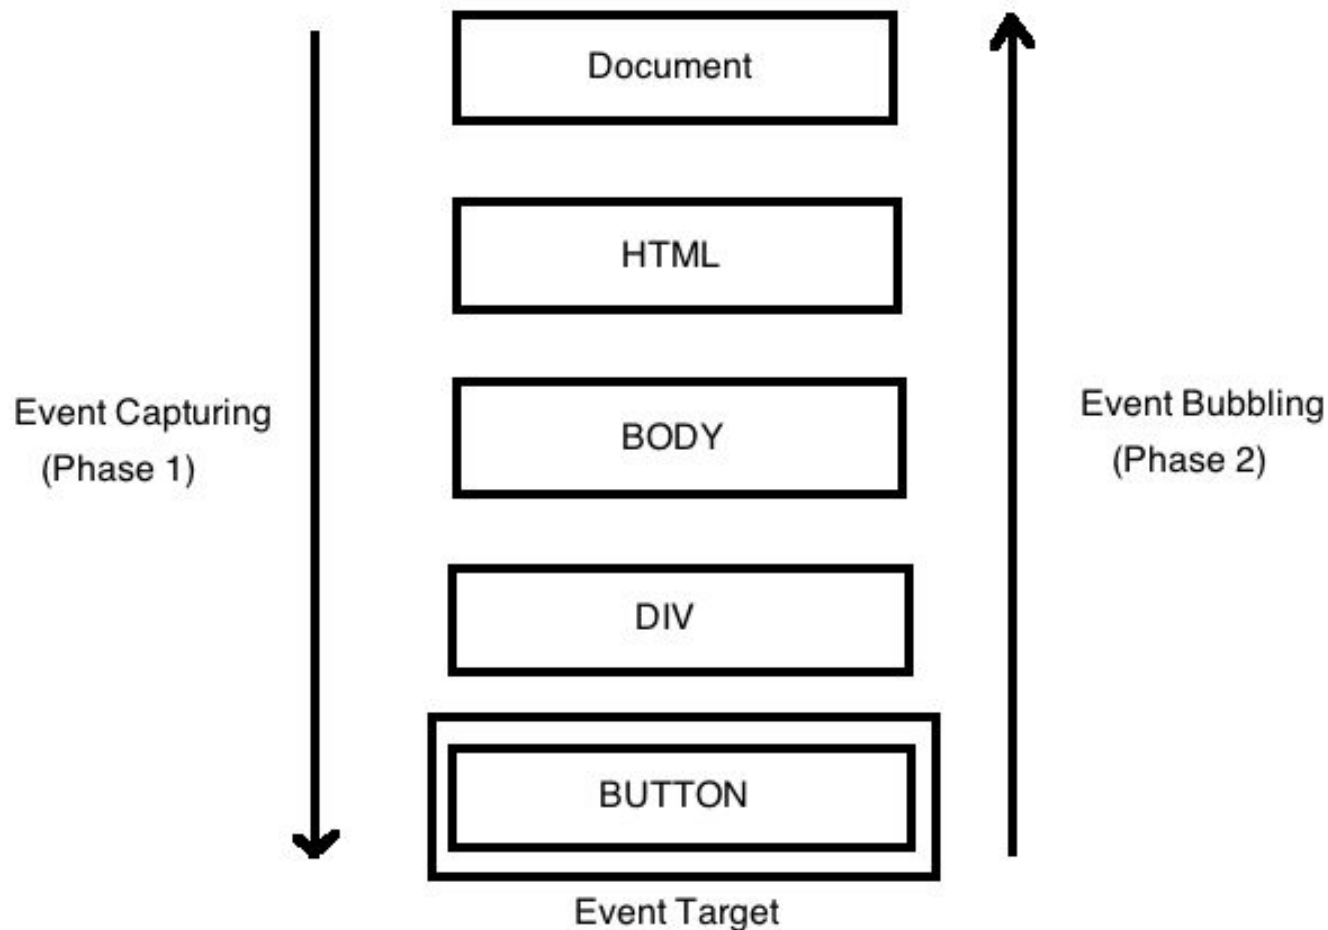 Document
HTML
Event Capturing
(Phase 1)
BODY
Event Bubbling
(Phase 2)
DIV
BUTTON
Event Target